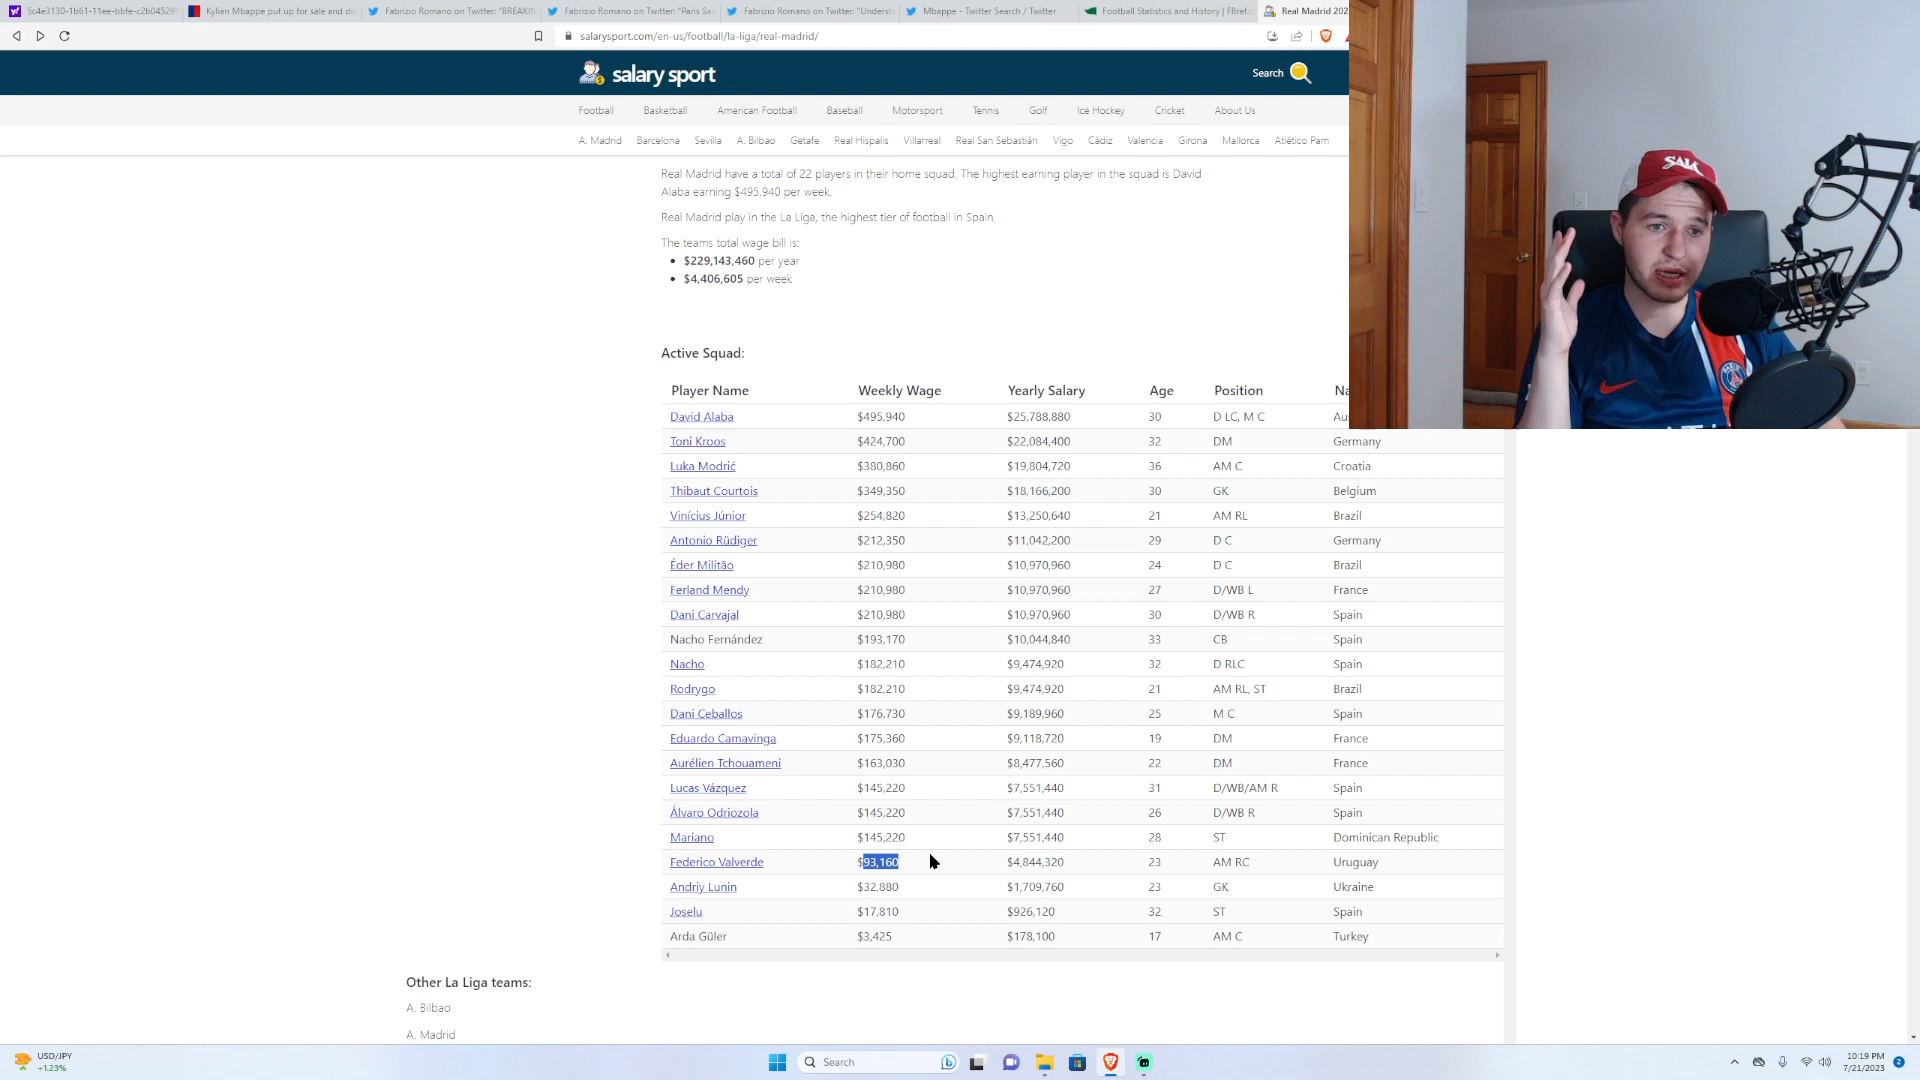 5c4e3130-1b61-11ee-bbfe-c2b04529 Kylian Mbappe put up for sale and dr Fabrizio Romano on Twitter: "BREAKIN Fabrizio Romano on Twitter: "Paris Sai Fabrizio Romano on Twitter: "Underst Mbappe - Twitter Search / Twitter Football Statistics and History | FBref.c Real Madrid 202
salarysport.com/en-us/football/la-liga/real-madrid/
salary sport
Search
Football Basketball American Football Baseball Motorsport Tennis Golf Ice Hockey Cricket About Us
A. Madrid Barcelona Sevilla A. Bilbao Getafe Real Hispalis Villarreal Real San Sebastián Vigo Cádiz Valencia Girona Mallorca Atlético Pam
Real Madrid have a total of 22 players in their home squad. The highest earning player in the squad is David
Alaba earning $495,940 per week.
Real Madrid play in the La Liga, the highest tier of football in Spain.
The teams total wage bill is:
• $229,143,460 per year
• $4,406,605 per week
Active Squad:
Player Name Weekly Wage Yearly Salary Age Position Na
David Alaba $495,940 $25,788,880 30 D LC, M C Au
Toni Kroos $424,700 $22,084,400 32 DM Germany
Luka Modrić $380,860 $19,804,720 36 AM C Croatia
Thibaut Courtois $349,350 $18,166,200 30 GK Belgium
Vinícius Júnior $254,820 $13,250,640 21 AM RL Brazil
Antonio Rüdiger $212,350 $11,042,200 29 D C Germany
Éder Militão $210,980 $10,970,960 24 D C Brazil
Ferland Mendy $210,980 $10,970,960 27 D/WB L France
Dani Carvajal $210,980 $10,970,960 30 D/WB R Spain
Nacho Fernández $193,170 $10,044,840 33 CB Spain
Nacho $182,210 $9,474,920 32 D RLC Spain
Rodrygo $182,210 $9,474,920 21 AM RL, ST Brazil
Dani Ceballos $176,730 $9,189,960 25 M C Spain
Eduardo Camavinga $175,360 $9,118,720 19 DM France
Aurélien Tchouameni $163,030 $8,477,560 22 DM France
Lucas Vázquez $145,220 $7,551,440 31 D/WB/AM R Spain
Álvaro Odriozola $145,220 $7,551,440 26 D/WB R Spain
Mariano $145,220 $7,551,440 28 ST Dominican Republic
Federico Valverde $93,160 $4,844,320 23 AM RC Uruguay
Andriy Lunin $32,880 $1,709,760 23 GK Ukraine
Joselu $17,810 $926,120 32 ST Spain
Arda Güler $3,425 $178,100 17 AM C Turkey
Other La Liga teams:
A. Bilbao
A. Madrid
USD/JPY
+1.23%
Search
10:19 PM
7/21/2023
2